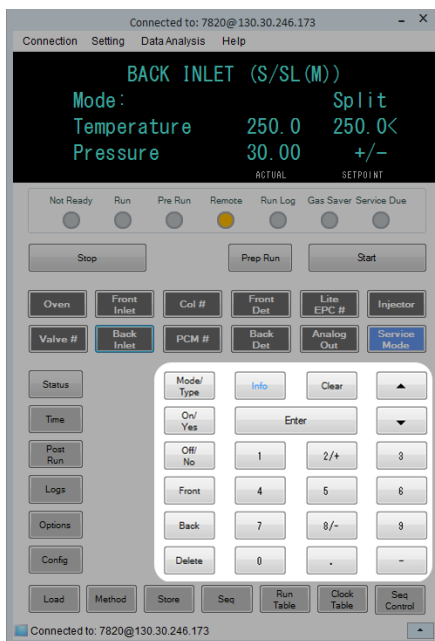 Connected to: 7820@130.30.246.173 – X
Connection Setting Data Analysis Help
BACK INLET (S/SL(M))
Mode: Split
Temperature 250.0 250.0<
Pressure 30.00 +/-
ACTUAL SETPOINT
Not Ready Run Pre Run Remote Run Log Gas Saver Service Due
Stop Prep Run Start
Oven Front Inlet Col # Front Det Lite EPC # Injector
Valve # Back Inlet PCM # Back Det Analog Out Service Mode
Status Mode/Type Info Clear ▲
Time On/Yes Enter ▼
Post Run Off/No 1 2/+ 3
Logs Front 4 5 6
Options Back 7 8/- 9
Config Delete 0 . -
Load Method Store Seq Run Table Clock Table Seq Control
Connected to: 7820@130.30.246.173